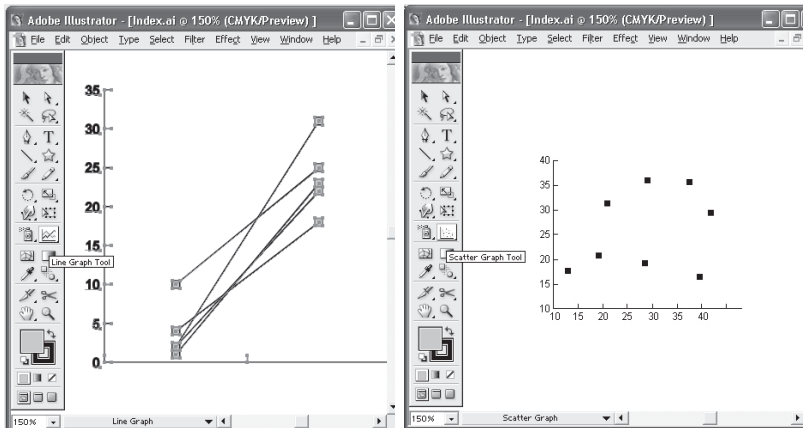 Adobe Illustrator - [Index.ai @ 150% (CMYK/Preview) ]
File Edit Object Type Select Filter Effect View Window Help
35
30
25
20
15
10
5
0
Line Graph Tool
150% Line Graph
Adobe Illustrator - [Index.ai @ 150% (CMYK/Preview) ]
File Edit Object Type Select Filter Effect View Window Help
40
35
30
25
20
15
10
10 15 20 25 30 35 40
Scatter Graph Tool
150% Scatter Graph